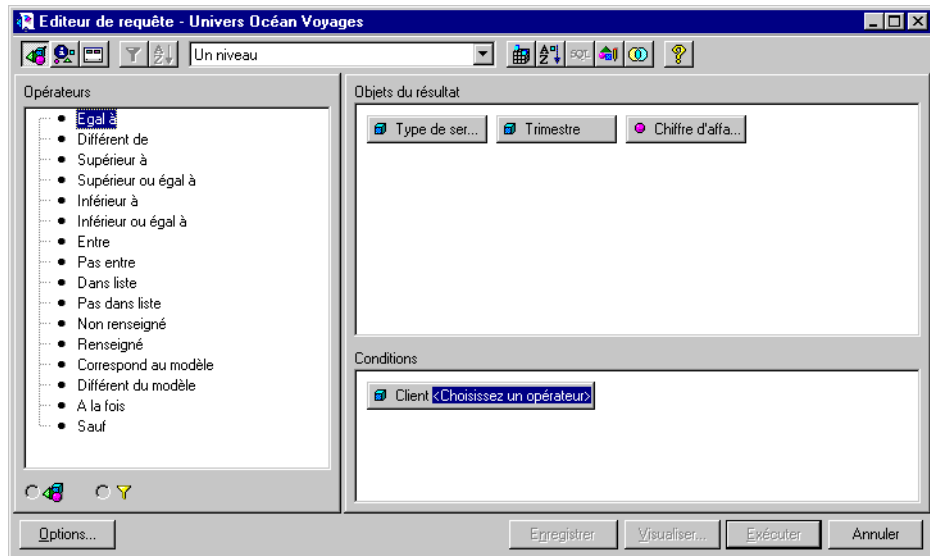 Editeur de requête - Univers Océan Voyages
Un niveau
SQL
Opérateurs
Egal à
Différent de
Supérieur à
Supérieur ou égal à
Inférieur à
Inférieur ou égal à
Entre
Pas entre
Dans liste
Pas dans liste
Non renseigné
Renseigné
Correspond au modèle
Différent du modèle
A la fois
Sauf
Objets du résultat
Type de ser... Trimestre Chiffre d'affa...
Conditions
Client <Choisissez un opérateur>
Options... Enregistrer Visualiser... Exécuter Annuler